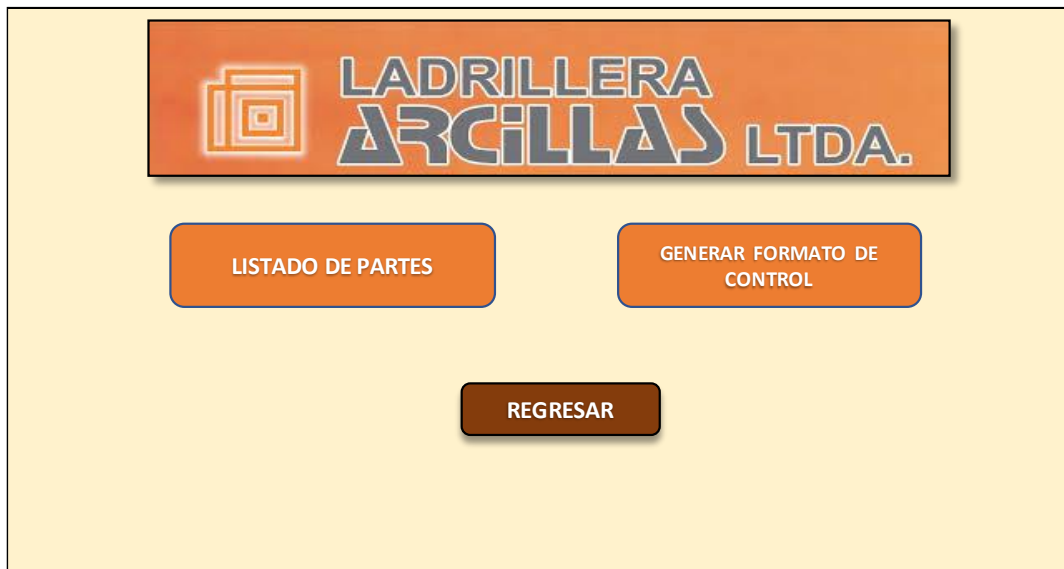 LADRILLERA
ARCiLLAS LTDA.
LISTADO DE PARTES
GENERAR FORMATO DE
CONTROL
REGRESAR